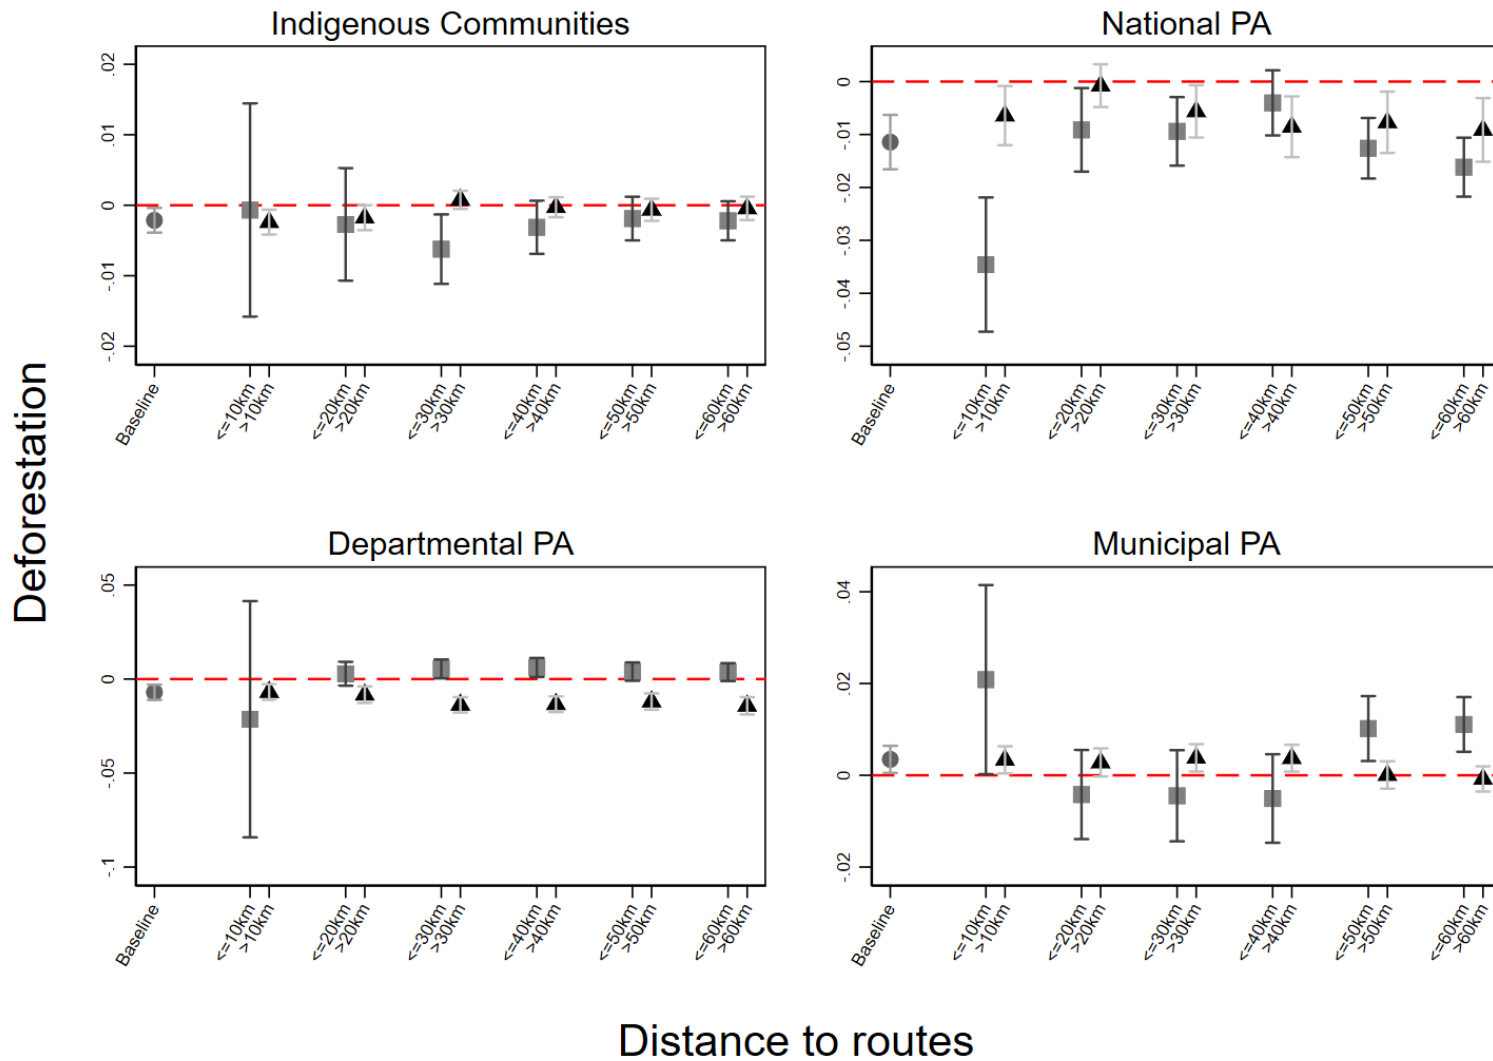 Indigenous Communities
.02
.01
0
-.01
-.02
Baseline
<=10km
>10km
<=20km
>20km
<=30km
>30km
<=40km
>40km
<=50km
>50km
<=60km
>60km
National PA
0
-.01
-.02
-.03
-.04
-.05
Baseline
<=10km
>10km
<=20km
>20km
<=30km
>30km
<=40km
>40km
<=50km
>50km
<=60km
>60km
Deforestation
Departmental PA
.05
0
-.05
-.1
Baseline
<=10km
>10km
<=20km
>20km
<=30km
>30km
<=40km
>40km
<=50km
>50km
<=60km
>60km
Municipal PA
.04
.02
0
-.02
Baseline
<=10km
>10km
<=20km
>20km
<=30km
>30km
<=40km
>40km
<=50km
>50km
<=60km
>60km
Distance to routes